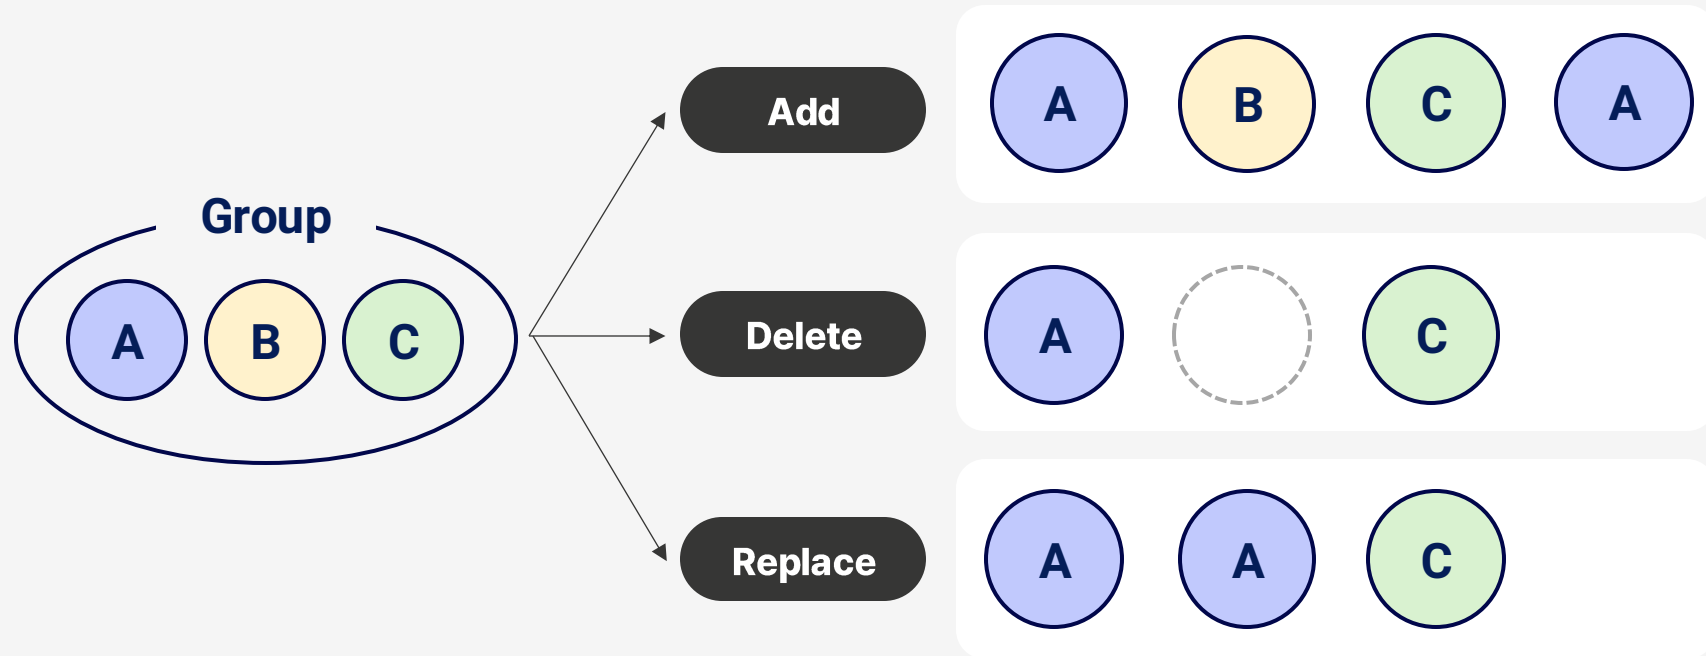 Group
A B C
Add
A B C A
Delete
A C
Replace
A A C